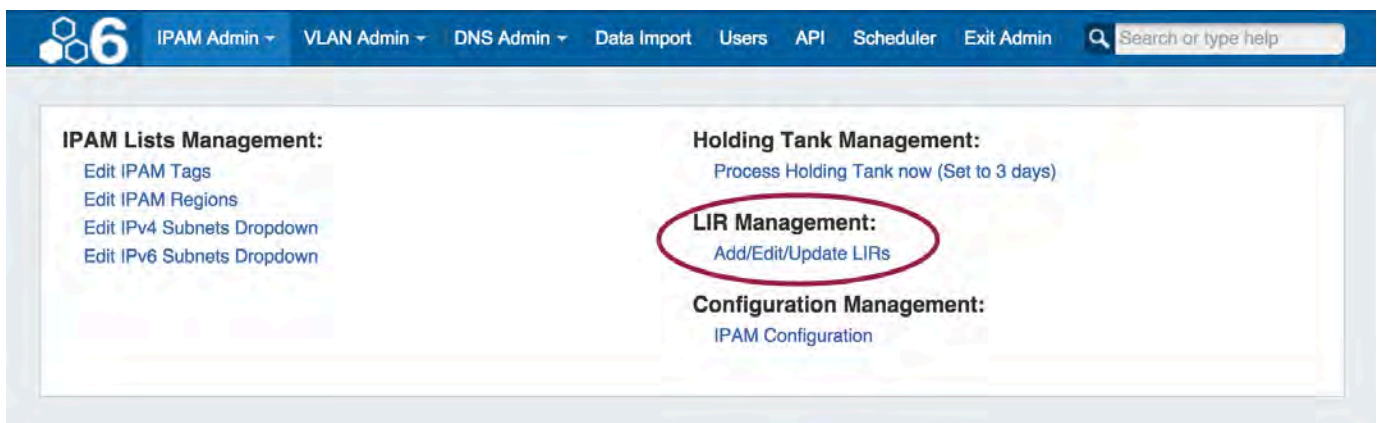 6 IPAM Admin VLAN Admin DNS Admin Data Import Users API Scheduler Exit Admin Search or type help
IPAM Lists Management:
Edit IPAM Tags
Edit IPAM Regions
Edit IPv4 Subnets Dropdown
Edit IPv6 Subnets Dropdown
Holding Tank Management:
Process Holding Tank now (Set to 3 days)
LIR Management:
Add/Edit/Update LIRs
Configuration Management:
IPAM Configuration